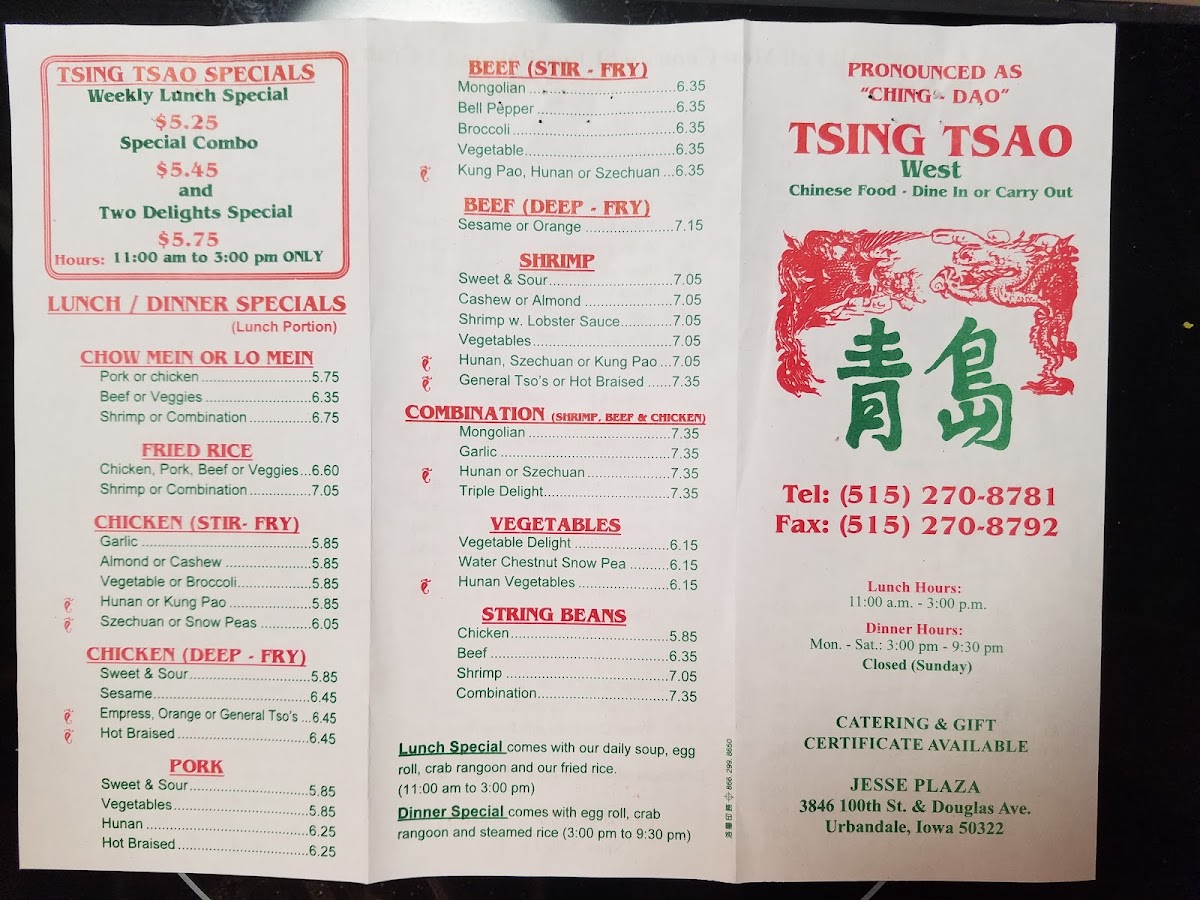 TSING TSAO SPECIALS
Weekly Lunch Special
$5.25
Special Combo
$5.45
and
Two Delights Special
$5.75
Hours: 11:00 am to 3:00 pm ONLY
LUNCH / DINNER SPECIALS
(Lunch Portion)
CHOW MEIN OR LO MEIN
Pork or chicken ..........5.75
Beef or Veggies..........6.35
Shrimp or Combination..........6.75
FRIED RICE
Chicken, Pork, Beef or Veggies...6.60
Shrimp or Combination..........7.05
CHICKEN (STIR- FRY)
Garlic ..........5.85
Almond or Cashew ..........5.85
Vegetable or Broccoli..........5.85
Hunan or Kung Pao ..........5.85
Szechuan or Snow Peas ..........6.05
CHICKEN (DEEP - FRY)
Sweet & Sour..........5.85
Sesame..........6.45
Empress, Orange or General Tso's ...6.45
Hot Braised ..........6.45
PORK
Sweet & Sour..........5.85
Vegetables..........5.85
Hunan ..........6.25
Hot Braised..........6.25
BEEF (STIR - FRY)
Mongolian ..........6.35
Bell Pepper ..........6.35
Broccoli..........6.35
Vegetable..........6.35
Kung Pao, Hunan or Szechuan ...6.35
BEEF (DEEP - FRY)
Sesame or Orange ..........7.15
SHRIMP
Sweet & Sour..........7.05
Cashew or Almond ..........7.05
Shrimp w. Lobster Sauce..........7.05
Vegetables..........7.05
Hunan, Szechuan or Kung Pao ...7.05
General Tso's or Hot Braised ......7.35
COMBINATION (SHRIMP, BEEF & CHICKEN)
Mongolian ..........7.35
Garlic ..........7.35
Hunan or Szechuan ..........7.35
Triple Delight..........7.35
VEGETABLES
Vegetable Delight ..........6.15
Water Chestnut Snow Pea ..........6.15
Hunan Vegetables ..........6.15
STRING BEANS
Chicken..........5.85
Beef ..........6.35
Shrimp ..........7.05
Combination..........7.35
Lunch Special comes with our daily soup, egg
roll, crab rangoon and our fried rice.
(11:00 am to 3:00 pm)
Dinner Special comes with egg roll, crab
rangoon and steamed rice (3:00 pm to 9:30 pm)
866.299.8650
PRONOUNCED AS
"CHING - DAO"
TSING TSAO
West
Chinese Food - Dine In or Carry Out
青島
Tel: (515) 270-8781
Fax: (515) 270-8792
Lunch Hours:
11:00 a.m. - 3:00 p.m.
Dinner Hours:
Mon. - Sat.: 3:00 pm - 9:30 pm
Closed (Sunday)
CATERING & GIFT
CERTIFICATE AVAILABLE
JESSE PLAZA
3846 100th St. & Douglas Ave.
Urbandale, Iowa 50322